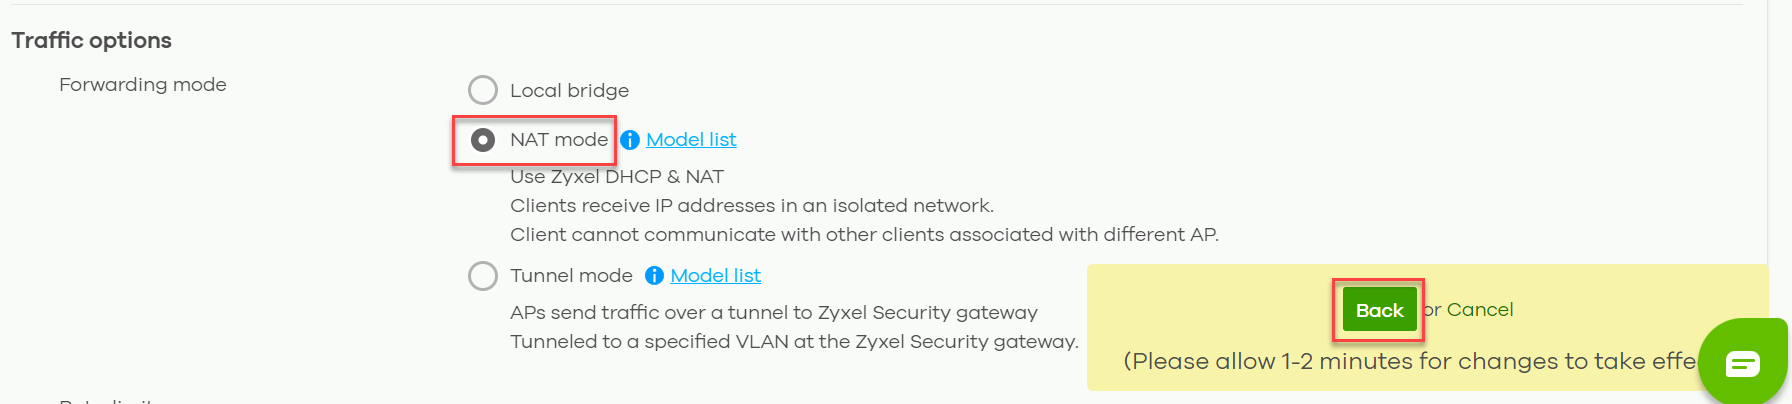 Traffic options
Forwarding mode
Local bridge
NAT mode Model list
Use Zyxel DHCP & NAT
Clients receive IP addresses in an isolated network.
Client cannot communicate with other clients associated with different AP.
Tunnel mode Model list
APs send traffic over a tunnel to Zyxel Security gateway
Tunneled to a specified VLAN at the Zyxel Security gateway.
Back or Cancel
(Please allow 1-2 minutes for changes to take effe